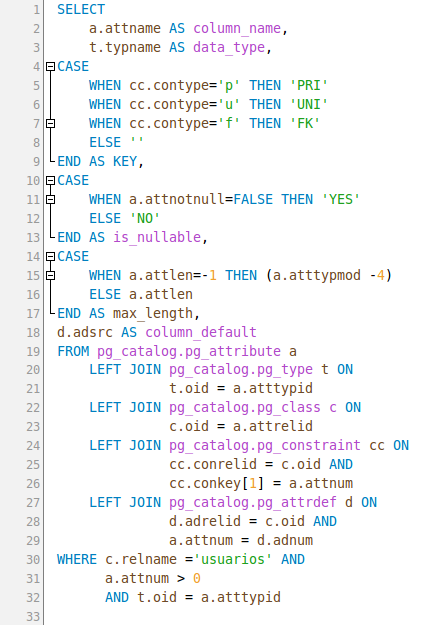 1 SELECT
2 a.attname AS column_name,
3 t.typname AS data_type,
4 CASE
5 WHEN cc.contype='p' THEN 'PRI'
6 WHEN cc.contype='u' THEN 'UNI'
7 WHEN cc.contype='f' THEN 'FK'
8 ELSE ''
9 END AS KEY,
10 CASE
11 WHEN a.attnotnull=FALSE THEN 'YES'
12 ELSE 'NO'
13 END AS is_nullable,
14 CASE
15 WHEN a.attlen=-1 THEN (a.atttypmod -4)
16 ELSE a.attlen
17 END AS max_length,
18 d.adsrc AS column_default
19 FROM pg_catalog.pg_attribute a
20 LEFT JOIN pg_catalog.pg_type t ON
21 t.oid = a.atttypid
22 LEFT JOIN pg_catalog.pg_class c ON
23 c.oid = a.attrelid
24 LEFT JOIN pg_catalog.pg_constraint cc ON
25 cc.conrelid = c.oid AND
26 cc.conkey[1] = a.attnum
27 LEFT JOIN pg_catalog.pg_attrdef d ON
28 d.adrelid = c.oid AND
29 a.attnum = d.adnum
30 WHERE c.relname ='usuarios' AND
31 a.attnum > 0
32 AND t.oid = a.atttypid
33